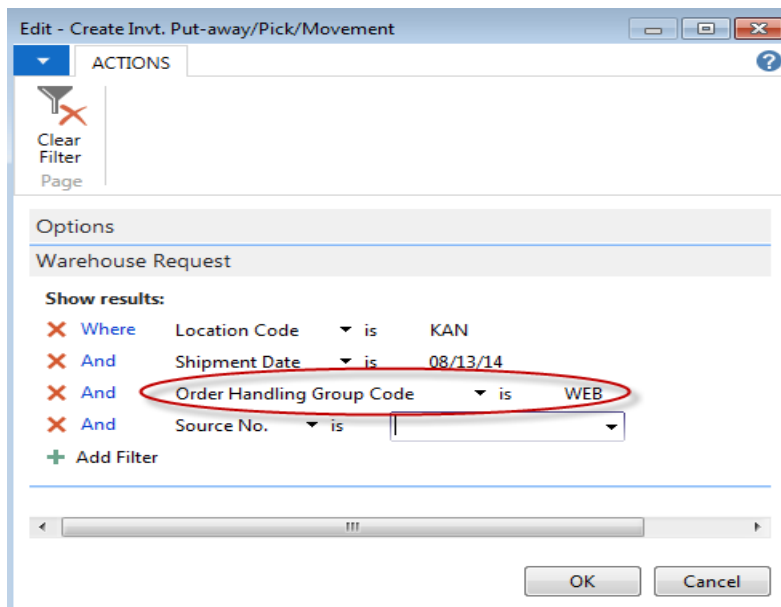 Edit - Create Invt. Put-away/Pick/Movement
ACTIONS
?
Clear
Filter
Page
Options
Warehouse Request
Show results:
Where Location Code is KAN
And Shipment Date is 08/13/14
And Order Handling Group Code is WEB
And Source No. is
Add Filter
OK Cancel